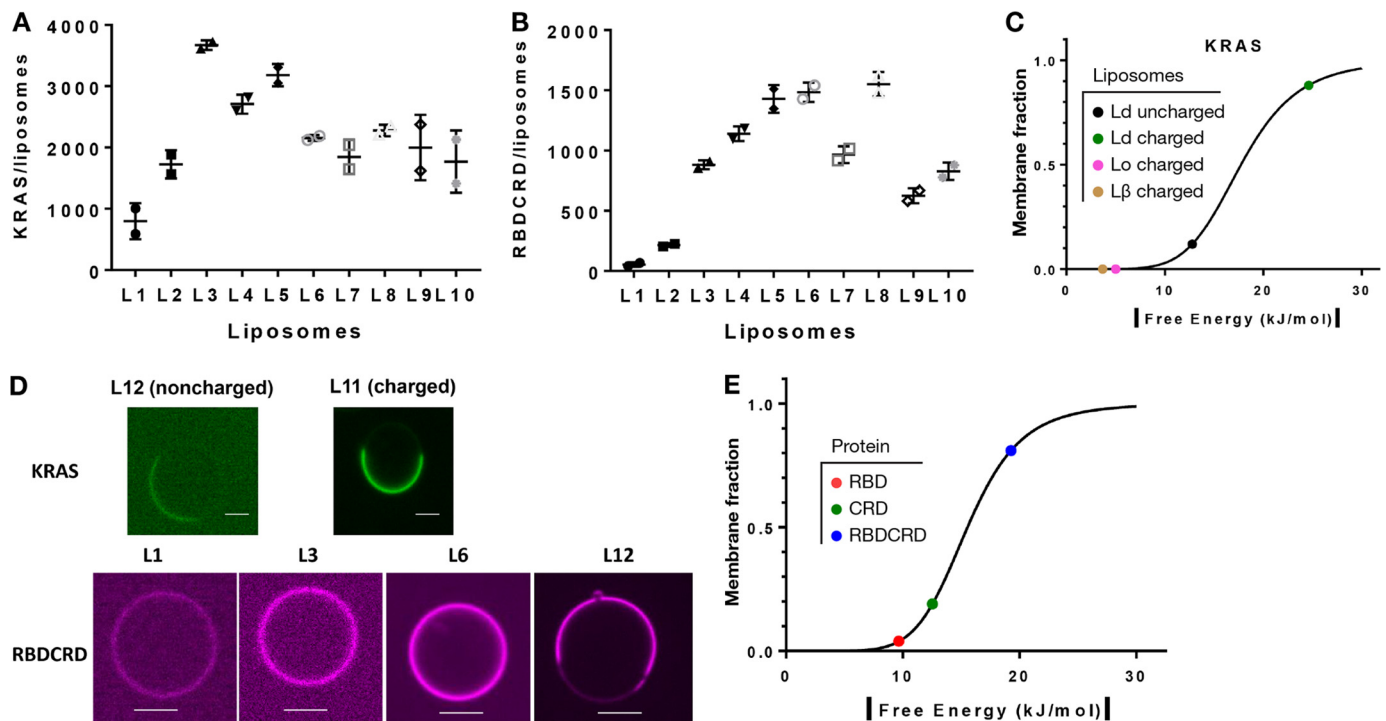 A
KRAS/liposomes
4000
3000
2000
1000
0
L1 L2 L3 L4 L5 L6 L7 L8 L9 L10
Liposomes
B
RBDCRD/liposomes
2000
1500
1000
500
0
L1 L2 L3 L4 L5 L6 L7 L8 L9 L10
Liposomes
C
KRAS
Membrane fraction
1.0
0.5
0.0
Liposomes
Ld uncharged
Ld charged
Lo charged
Lβ charged
0 10 20 30
|Free Energy (kJ/mol)|
D
L12 (noncharged) L11 (charged)
KRAS
L1 L3 L6 L12
RBDCRD
E
Membrane fraction
1.0
0.5
0.0
Protein
RBD
CRD
RBDCRD
0 10 20 30
|Free Energy (kJ/mol)|